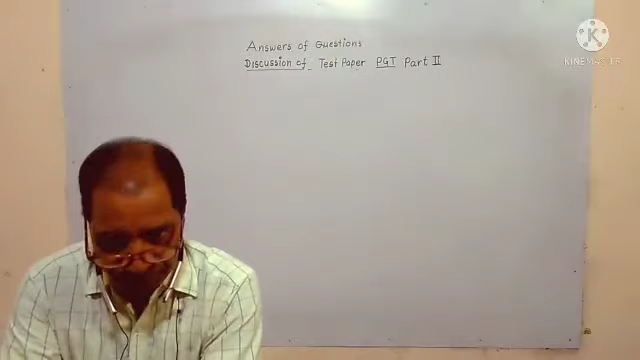 Answers of Questions
Discussion of Test Paper PGT Part II
KINEMASTER